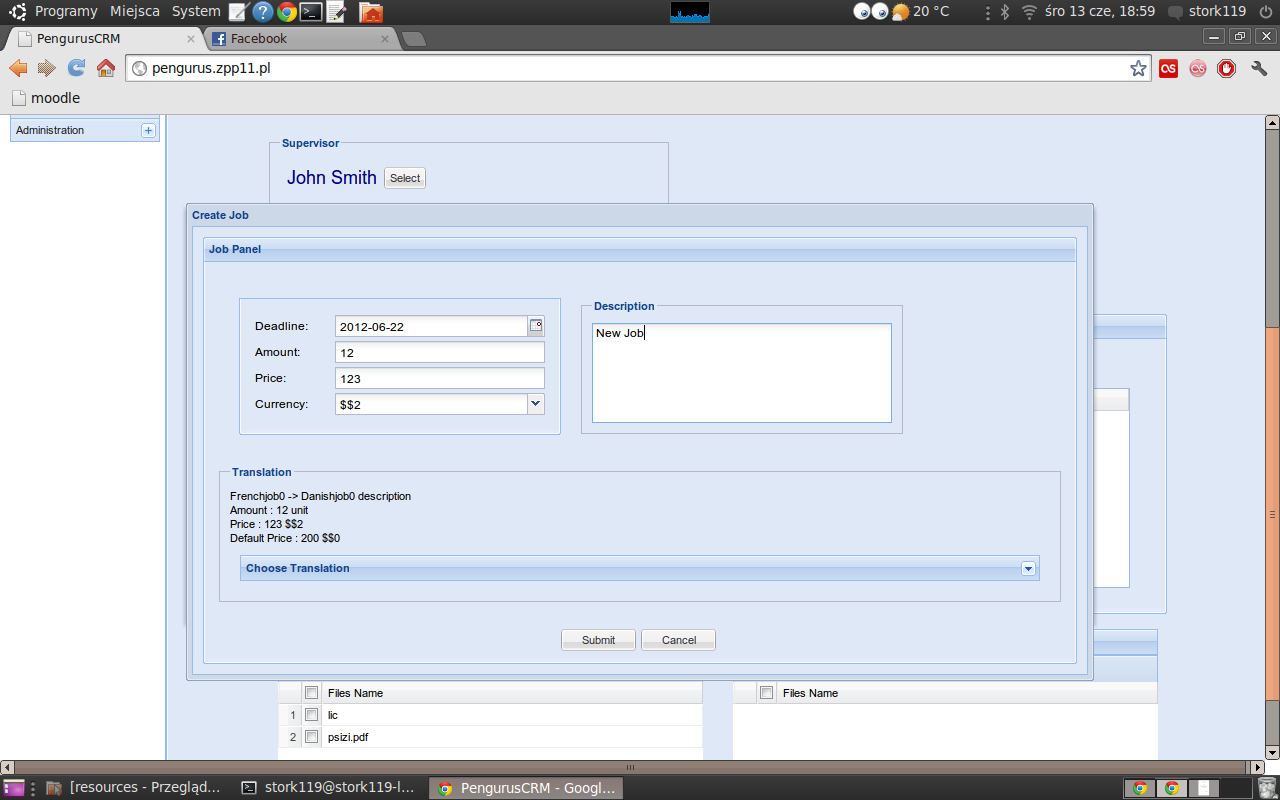 Programy Miejsca System 20 °C śro 13 cze, 18:59 stork119
PengurusCRM Facebook
pengurus.zpp11.pl
moodle
Administration
Supervisor
John Smith Select
Create Job
Job Panel
Deadline: 2012-06-22
Amount: 12
Price: 123
Currency: $$2
Description
New Job
Translation
Frenchjob0 -> Danishjob0 description
Amount : 12 unit
Price : 123 $$2
Default Price : 200 $$0
Choose Translation
Submit Cancel
Files Name Files Name
1 lic
2 psizi.pdf
[resources - Przegląd... stork119@stork119-l... PengurusCRM - Googl...